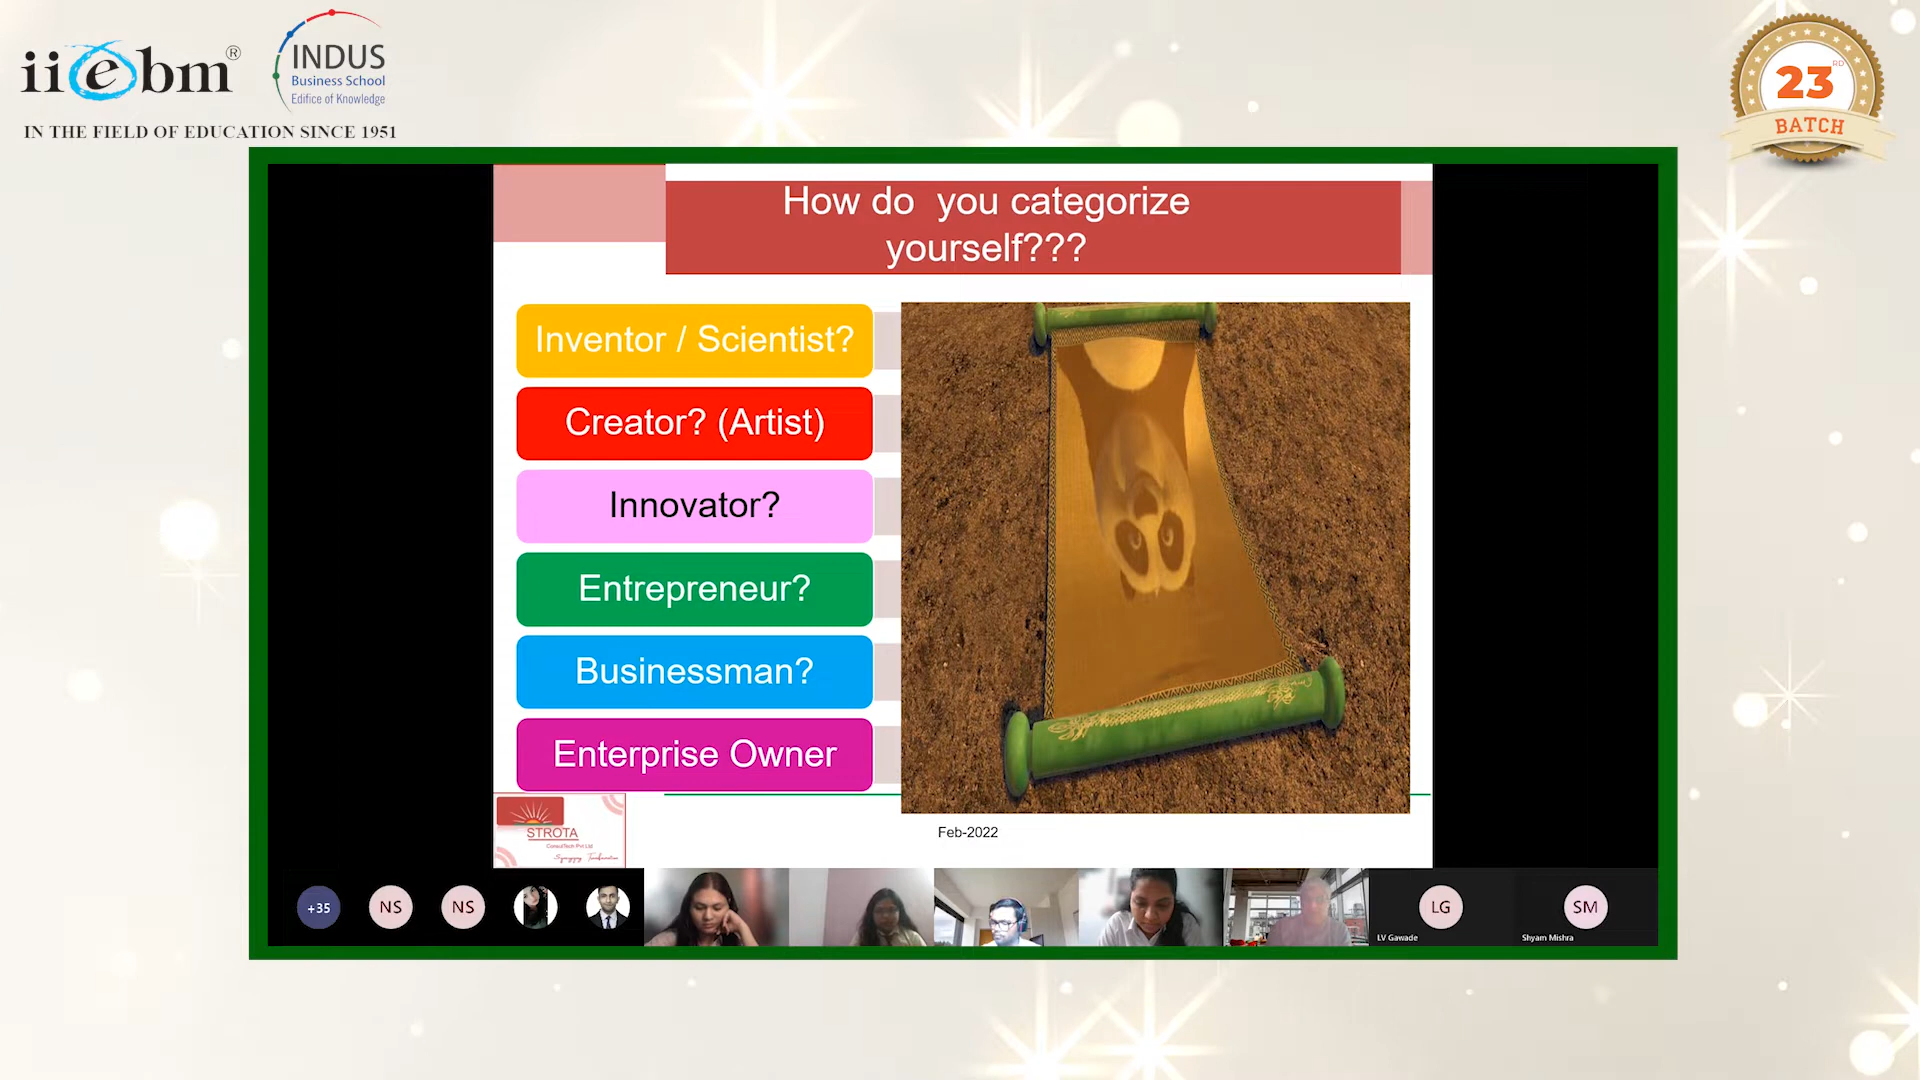 iiebm®
INDUS
Business School
Edifice of Knowledge
IN THE FIELD OF EDUCATION SINCE 1951
23RD
BATCH
How do  you categorize
yourself???
Inventor / Scientist?
Creator? (Artist)
Innovator?
Entrepreneur?
Businessman?
Enterprise Owner
STROTA
ConsulTech Pvt Ltd
Feb-2022
+35
NS
NS
LG
LV Gawade
SM
Shyam Mishra